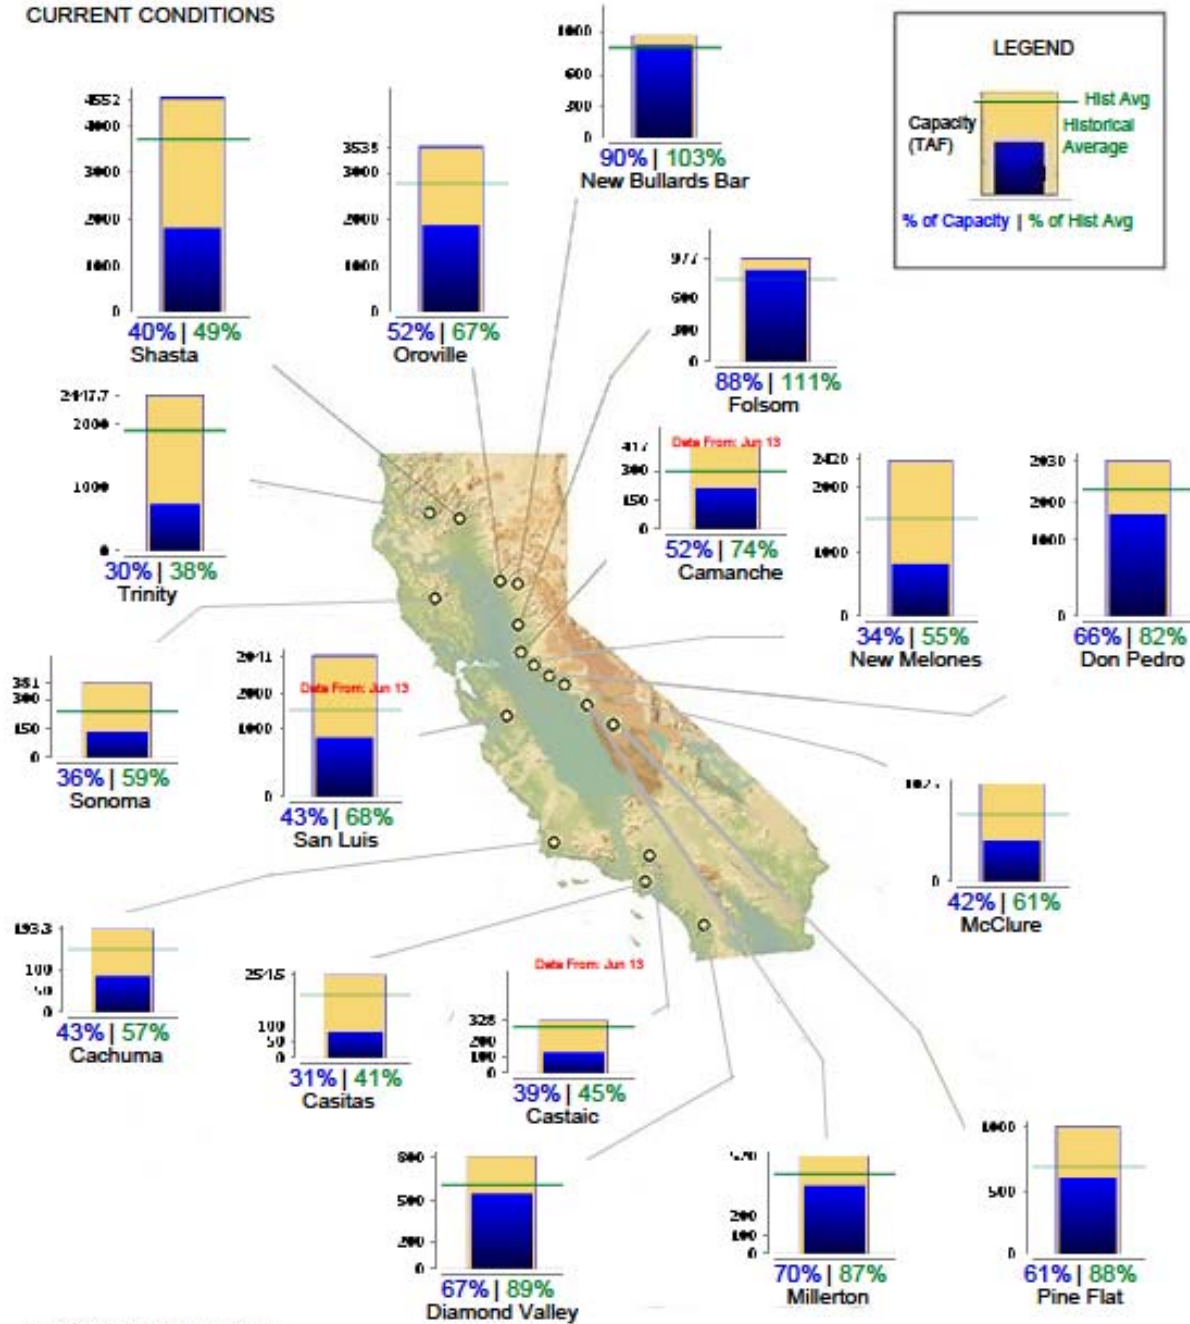 CURRENT CONDITIONS
LEGEND
Capacity
(TAF)
Hist Avg
Historical
Average
% of Capacity | % of Hist Avg
4552
4000
3000
2000
1000
0
40% | 49%
Shasta
3538
3000
2000
1000
0
52% | 67%
Oroville
1000
600
300
0
90% | 103%
New Bullards Bar
977
600
300
0
88% | 111%
Folsom
2447.7
2000
1000
0
30% | 38%
Trinity
Data From: Jun 13
417
300
150
0
52% | 74%
Camanche
2420
2000
1000
0
34% | 55%
New Melones
2030
2000
1000
0
66% | 82%
Don Pedro
381
300
150
0
36% | 59%
Sonoma
Data From: Jun 13
2041
2000
1000
0
43% | 68%
San Luis
0
42% | 61%
McClure
193.3
100
50
0
43% | 57%
Cachuma
254.5
100
50
0
31% | 41%
Casitas
Data From: Jun 13
328
200
100
0
39% | 45%
Castaic
800
500
200
0
67% | 89%
Diamond Valley
200
100
0
70% | 87%
Millerton
1000
500
0
61% | 88%
Pine Flat